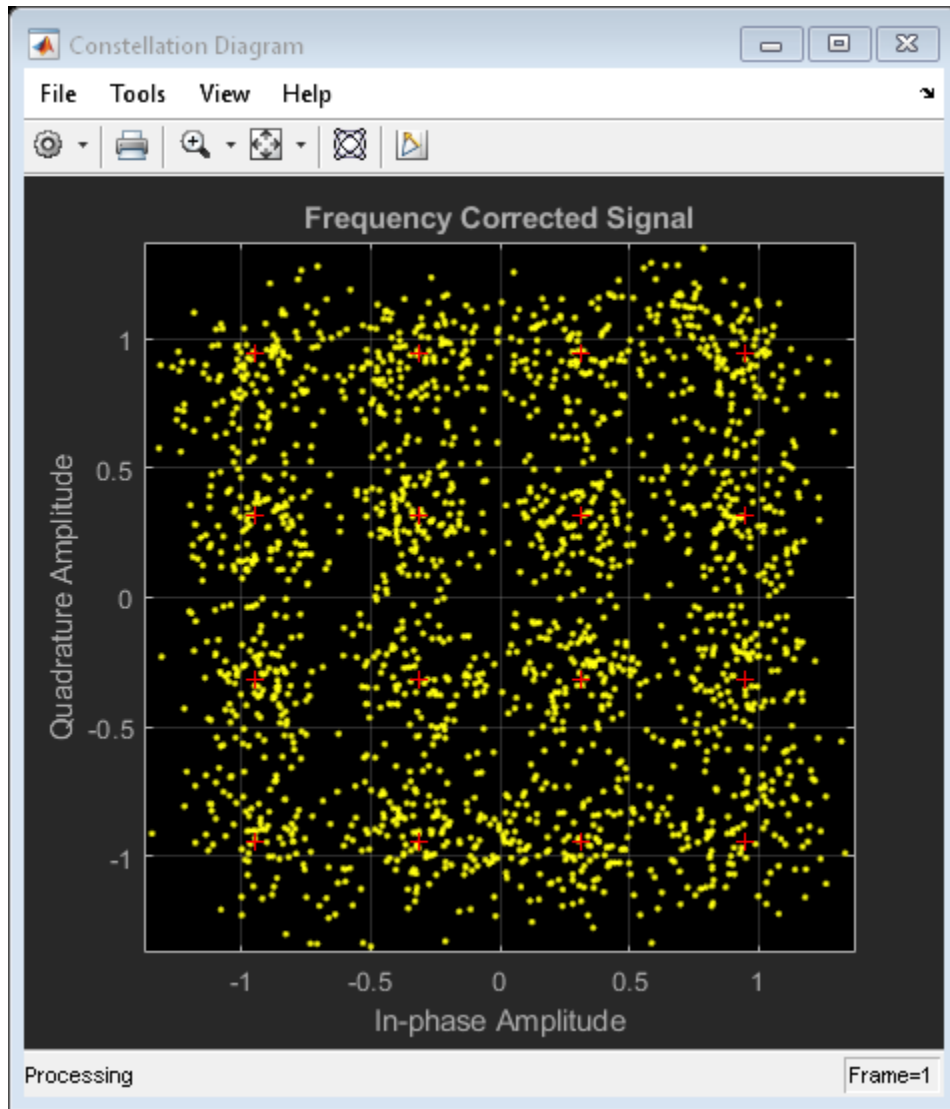 Constellation Diagram
File Tools View Help
Frequency Corrected Signal
1
0.5
0
-0.5
-1
Quadrature Amplitude
-1 -0.5 0 0.5 1
In-phase Amplitude
Processing Frame=1